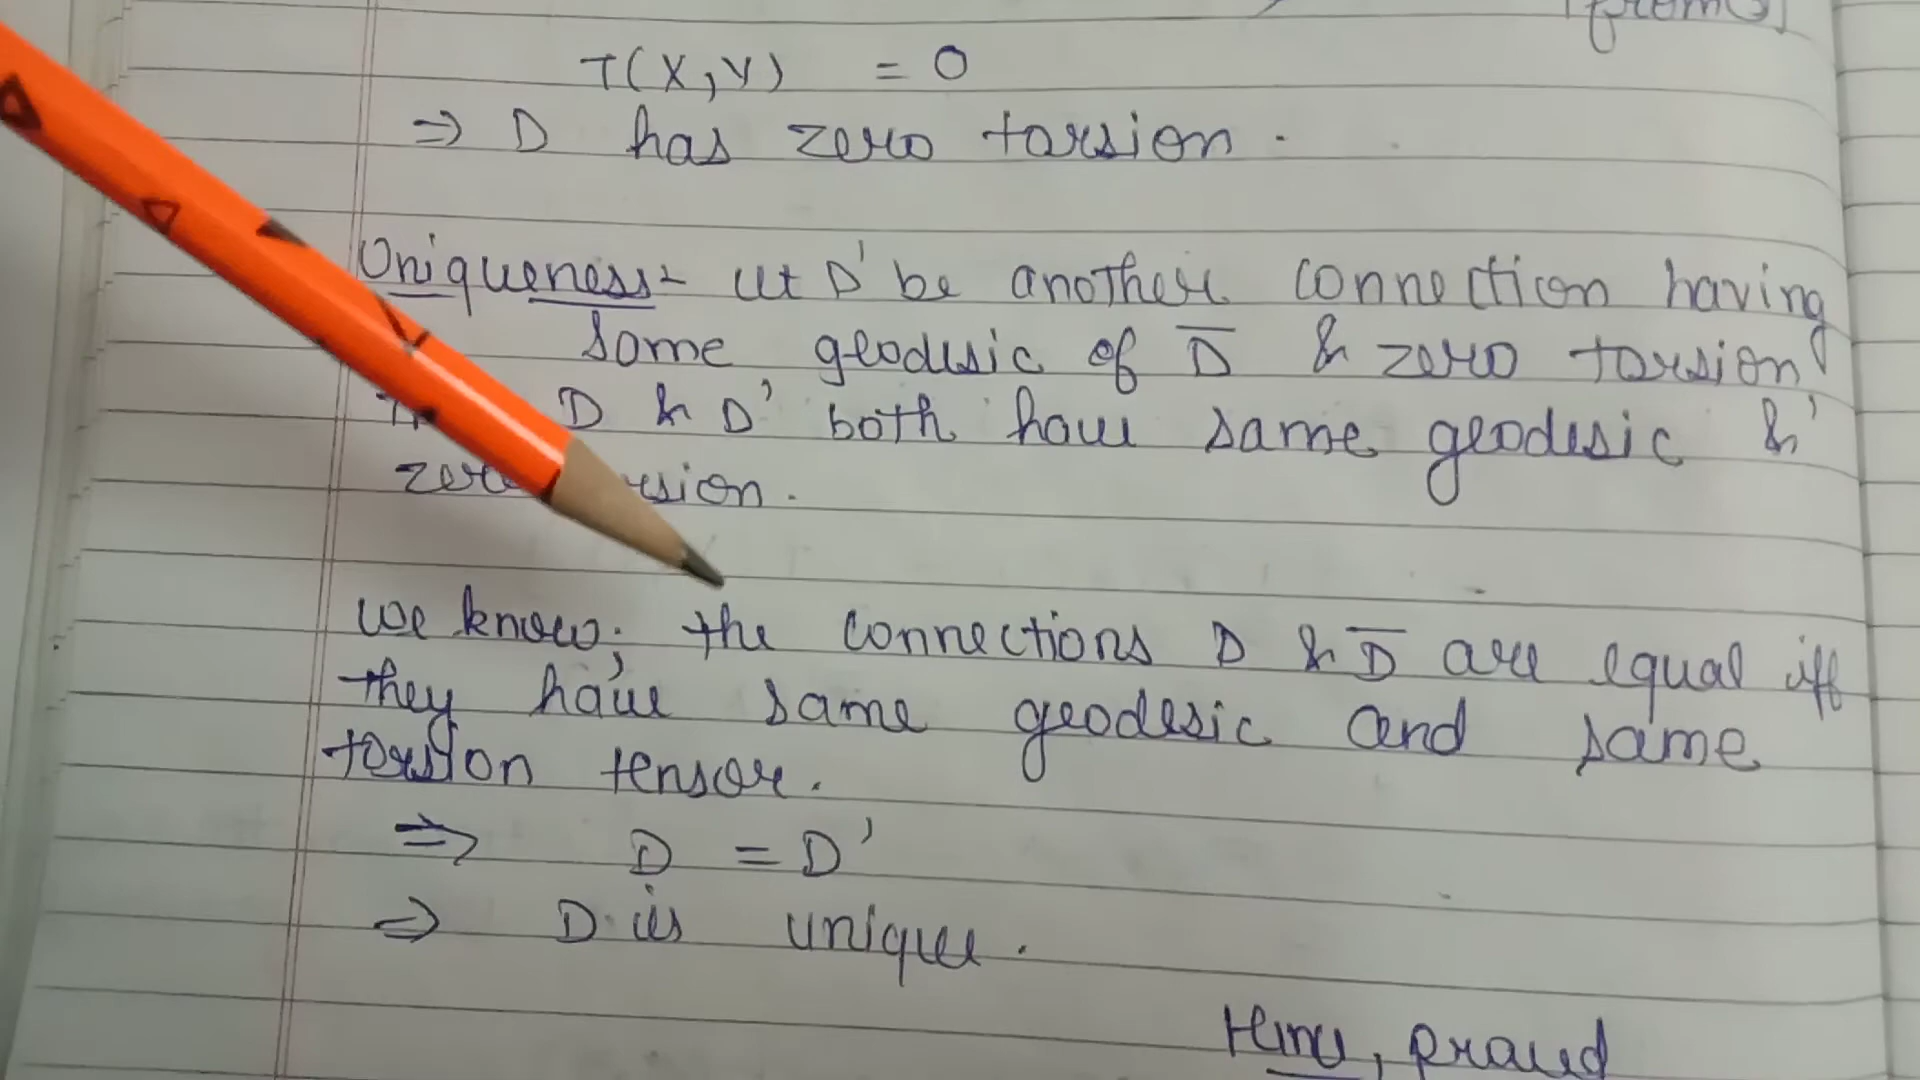 from
T(X,Y) = 0
⇒ D has zero torsion.
Uniqueness:- let D' be another connection having
same geodesic of D̅ & zero torsion
D & D' both have same geodesic &
zero rsion.
we know, the connections D & D̅ are equal iff
they have same geodesic and same
torsion tensor.
⇒ D = D'
⇒ D is unique.
Hence, proved